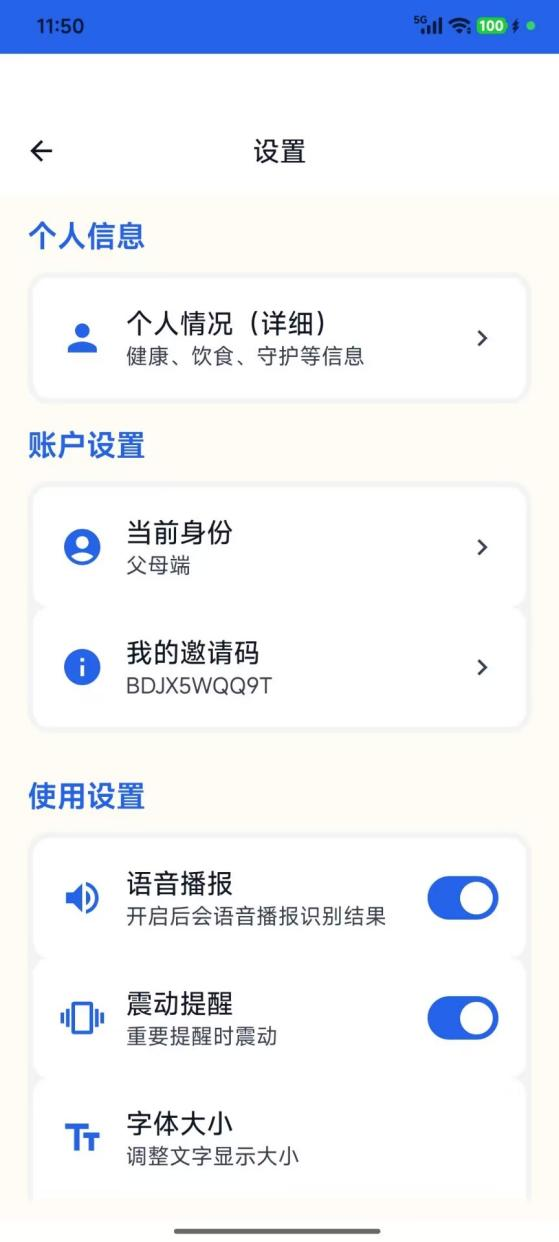 11:50
5G
100
设置
个人信息
个人情况（详细）
健康、饮食、守护等信息
账户设置
当前身份
父母端
我的邀请码
BDJX5WQQ9T
使用设置
语音播报
开启后会语音播报识别结果
震动提醒
重要提醒时震动
字体大小
调整文字显示大小